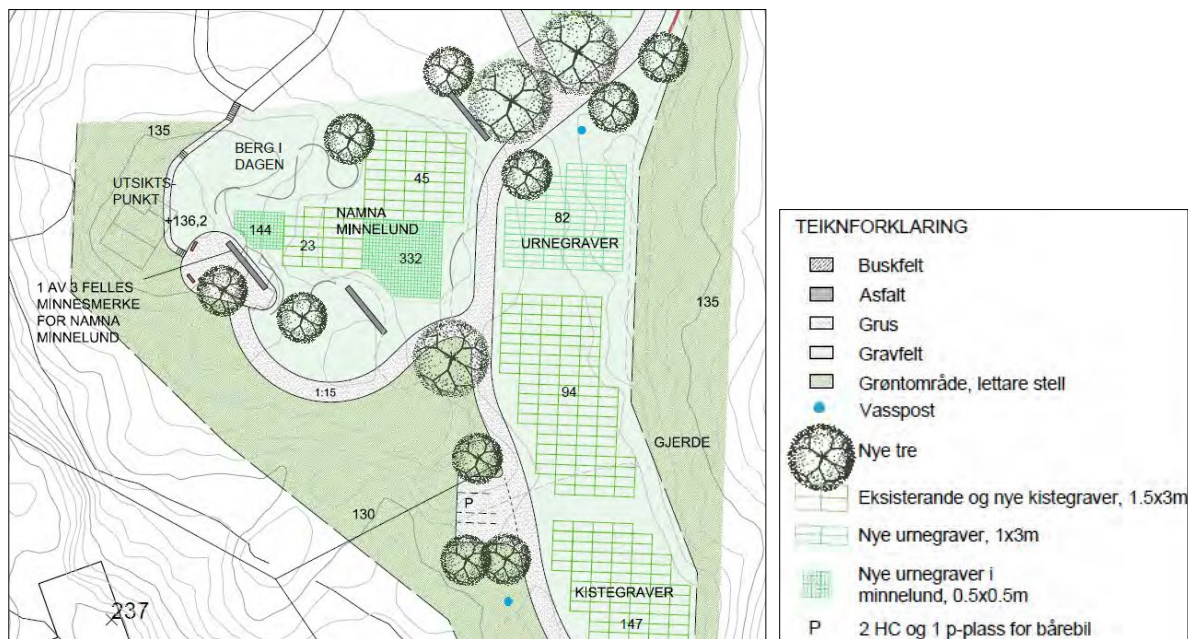 135
BERG I
DAGEN
UTSIKTS-
PUNKT
+136,2
45
NAMNA
MINNELUND
144
23
332
82
URNEGRAVER
1 AV 3 FELLES
MINNESMERKE
FOR NAMNA
MINNELUND
135
1:15
94
GJERDE
P
130
KISTEGRAVER
147
237
TEIKNFORKLARING
Buskfelt
Asfalt
Grus
Gravfelt
Grøntområde, lettare stell
Vasspost
Nye tre
Eksisterande og nye kistegraver, 1.5x3m
Nye urnegraver, 1x3m
Nye urnegraver i
minnelund, 0.5x0.5m
P 2 HC og 1 p-plass for bårebil